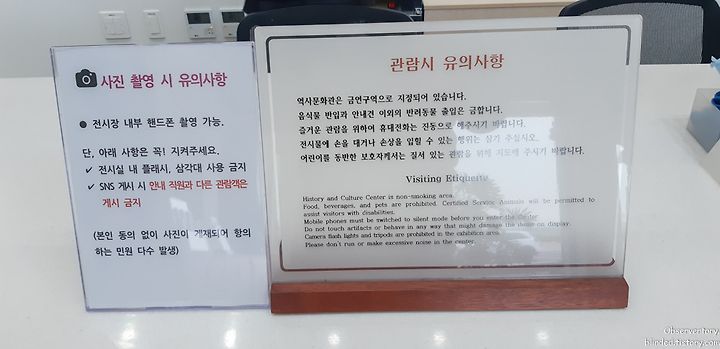 사진 촬영 시 유의사항
● 전시장 내부 핸드폰 촬영 가능.
단, 아래 사항은 꼭! 지켜주세요.
✔ 전시실 내 플래시, 삼각대 사용 금지
✔ SNS 게시 시 안내 직원과 다른 관람객은
게시 금지
(본인 동의 없이 사진이 게재되어 항의
하는 민원 다수 발생)
관람시 유의사항
역사문화관은 금연구역으로 지정되어 있습니다.
음식물 반입과 안내견 이외의 반려동물 출입은 금합니다.
즐거운 관람을 위하여 휴대전화는 진동으로 해주시기 바랍니다.
전시물에 손을 대거나 손상을 입힐 수 있는 행위는 삼가 주십시오.
어린이를 동반한 보호자께서는 질서 있는 관람을 위해 지도해 주시기 바랍니다.
Visiting Etiquette
History and Culture Center is non-smoking area.
Food, beverages, and pets are prohibited. Certified Service Animals will be permitted to
assist visitors with disabilities.
Mobile phones must be switched to silent mode before you enter the Center
Do not touch artifacts or behave in any way that might damage the items on display.
Camera flash lights and tripods are prohibited in the exhibition area.
Please don't run or make excessive noise in the center.
Observentory
blinded.tistory.com